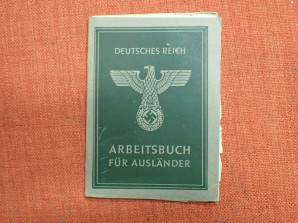 DEUTSCHES REICH
ARBEITSBUCH
FÜR AUSLÄNDER